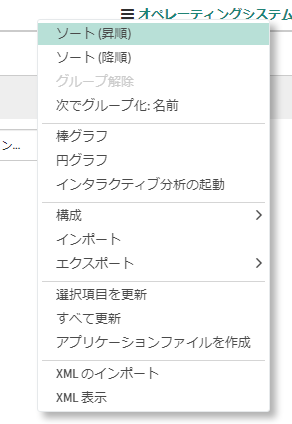 オペレーティングシステム
ソート (昇順)
ソート (降順)
グループ解除
次でグループ化: 名前
ン...
棒グラフ
円グラフ
インタラクティブ分析の起動
構成
インポート
エクスポート
選択項目を更新
すべて更新
アプリケーションファイルを作成
XML のインポート
XML 表示